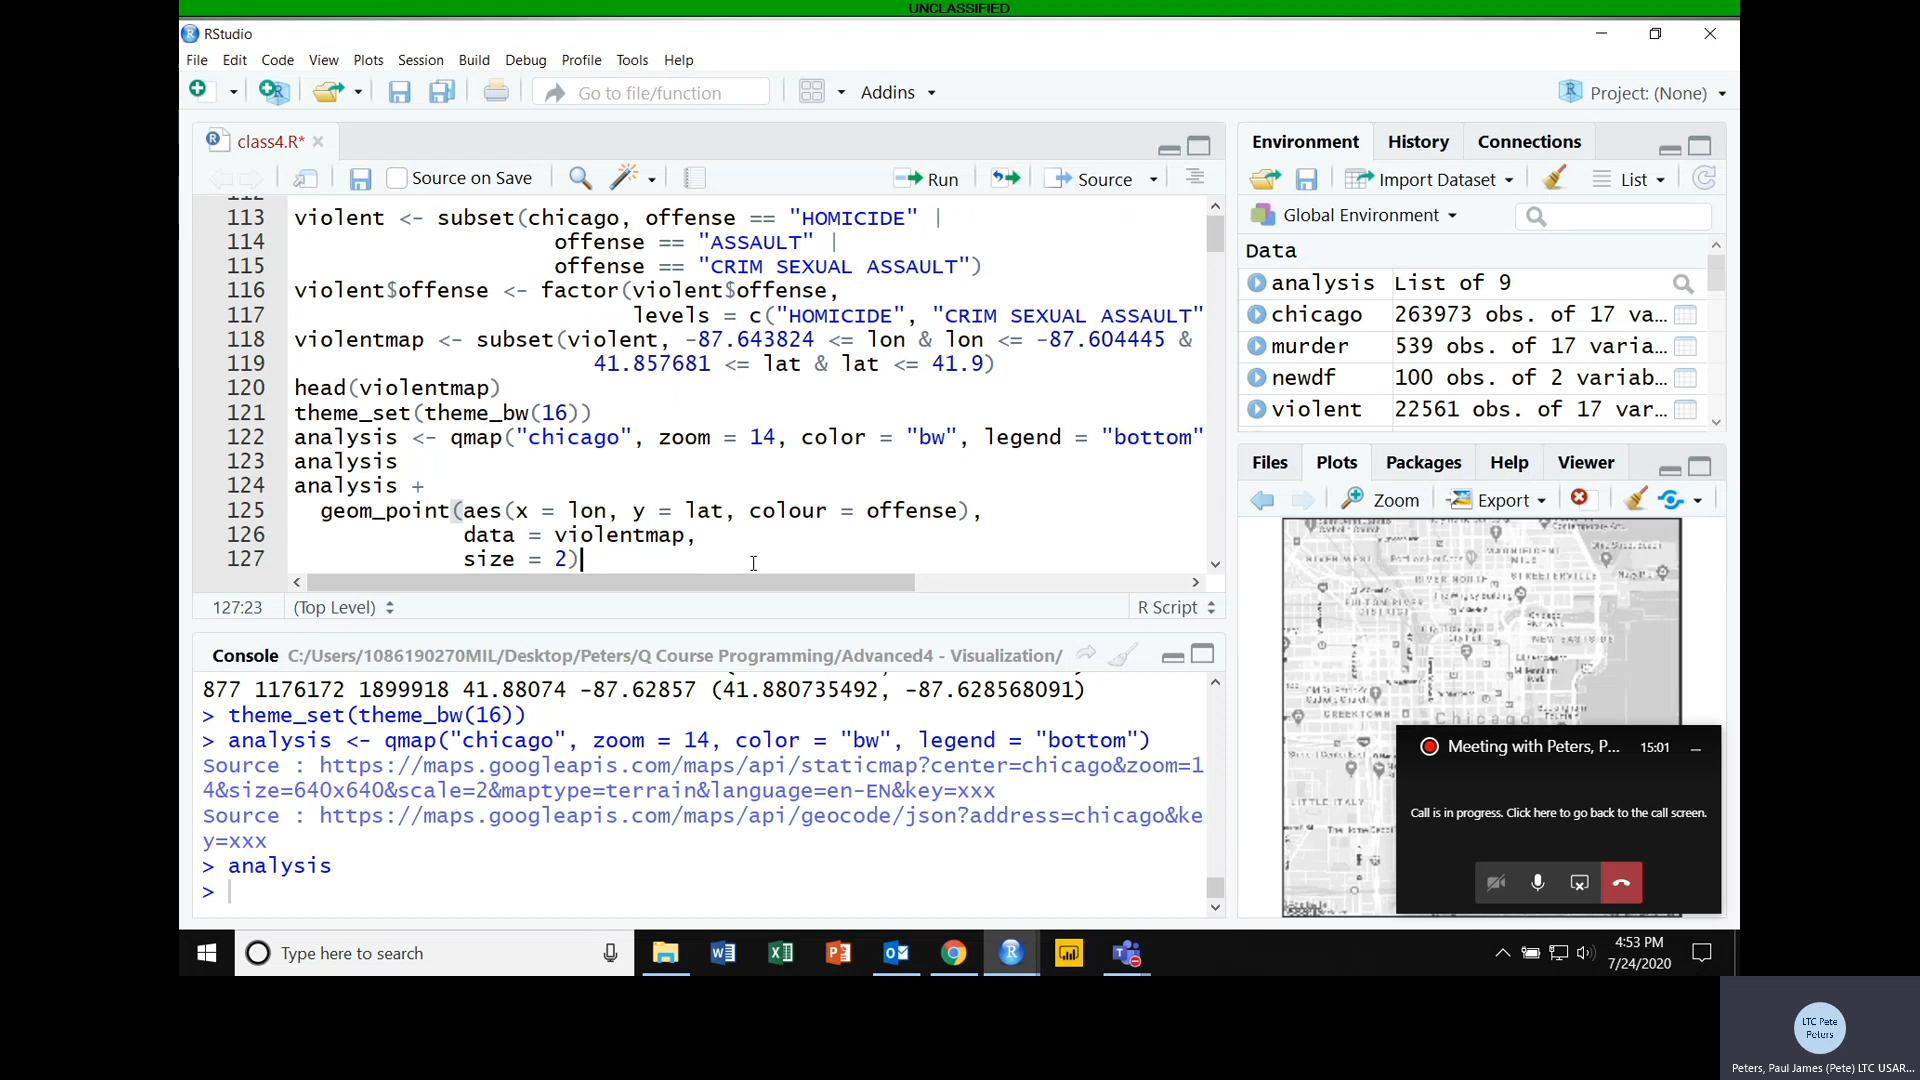 UNCLASSIFIED
RStudio
File Edit Code View Plots Session Build Debug Profile Tools Help
Go to file/function
Addins
Project: (None)
class4.R*
Source on Save
Run
Source
113 violent <- subset(chicago, offense == "HOMICIDE" |
114 offense == "ASSAULT" |
115 offense == "CRIM SEXUAL ASSAULT")
116 violent$offense <- factor(violent$offense,
117 levels = c("HOMICIDE", "CRIM SEXUAL ASSAULT"
118 violentmap <- subset(violent, -87.643824 <= lon & lon <= -87.604445 &
119 41.857681 <= lat & lat <= 41.9)
120 head(violentmap)
121 theme_set(theme_bw(16))
122 analysis <- qmap("chicago", zoom = 14, color = "bw", legend = "bottom"
123 analysis
124 analysis +
125 geom_point(aes(x = lon, y = lat, colour = offense),
126 data = violentmap,
127 size = 2)
127:23 (Top Level)
R Script
Console C:/Users/1086190270MIL/Desktop/Peters/Q Course Programming/Advanced4 - Visualization/
877 1176172 1899918 41.88074 -87.62857 (41.880735492, -87.628568091)
> theme_set(theme_bw(16))
> analysis <- qmap("chicago", zoom = 14, color = "bw", legend = "bottom")
Source : https://maps.googleapis.com/maps/api/staticmap?center=chicago&zoom=1
4&size=640x640&scale=2&maptype=terrain&language=en-EN&key=xxx
Source : https://maps.googleapis.com/maps/api/geocode/json?address=chicago&ke
y=xxx
> analysis
>
Environment History Connections
Import Dataset
List
Global Environment
Data
analysis List of 9
chicago 263973 obs. of 17 va...
murder 539 obs. of 17 varia...
newdf 100 obs. of 2 variab...
violent 22561 obs. of 17 var...
Files Plots Packages Help Viewer
Zoom
Export
RIVER NORTH
STREETERVILLE
NEW EASTSIDE
GREEKTOWN
Chicago
LITTLE ITALY
Meeting with Peters, P... 15:01
Call is in progress. Click here to go back to the call screen.
Type here to search
4:53 PM
7/24/2020
LTC Pete
Peters
Peters, Paul James (Pete) LTC USAR...